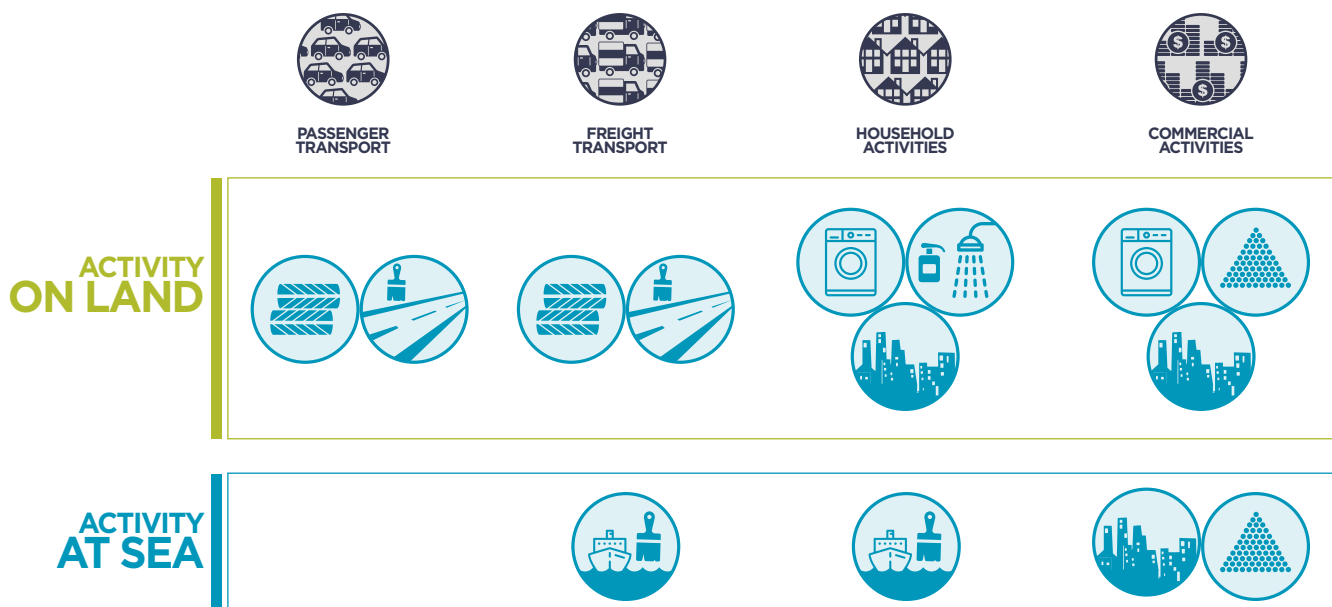 PASSENGER
TRANSPORT
FREIGHT
TRANSPORT
HOUSEHOLD
ACTIVITIES
COMMERCIAL
ACTIVITIES
$ $
$
ACTIVITY
ON LAND
ACTIVITY
AT SEA